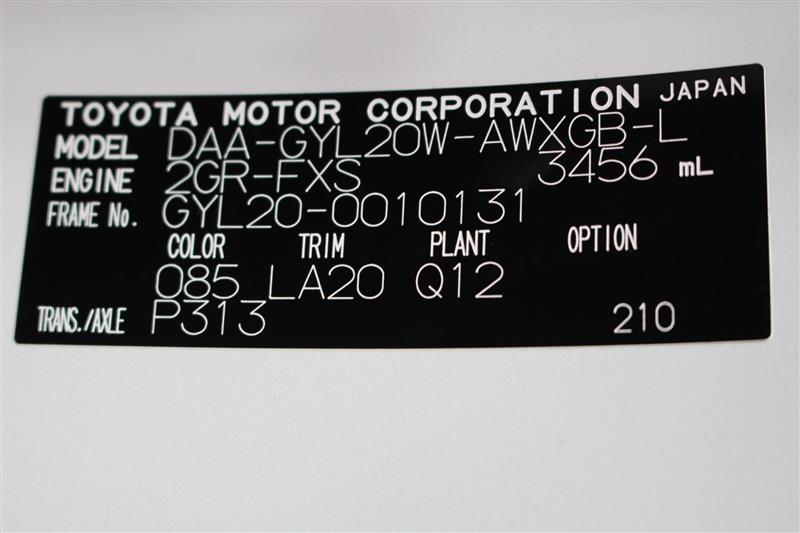 TOYOTA MOTOR CORPORATION JAPAN
MODEL DAA-GYL20W-AWXGB-L
ENGINE 2GR-FXS 3456 mL
FRAME No. GYL20-0010131
COLOR TRIM PLANT OPTION
085 LA20 Q12
TRANS./AXLE P313 210